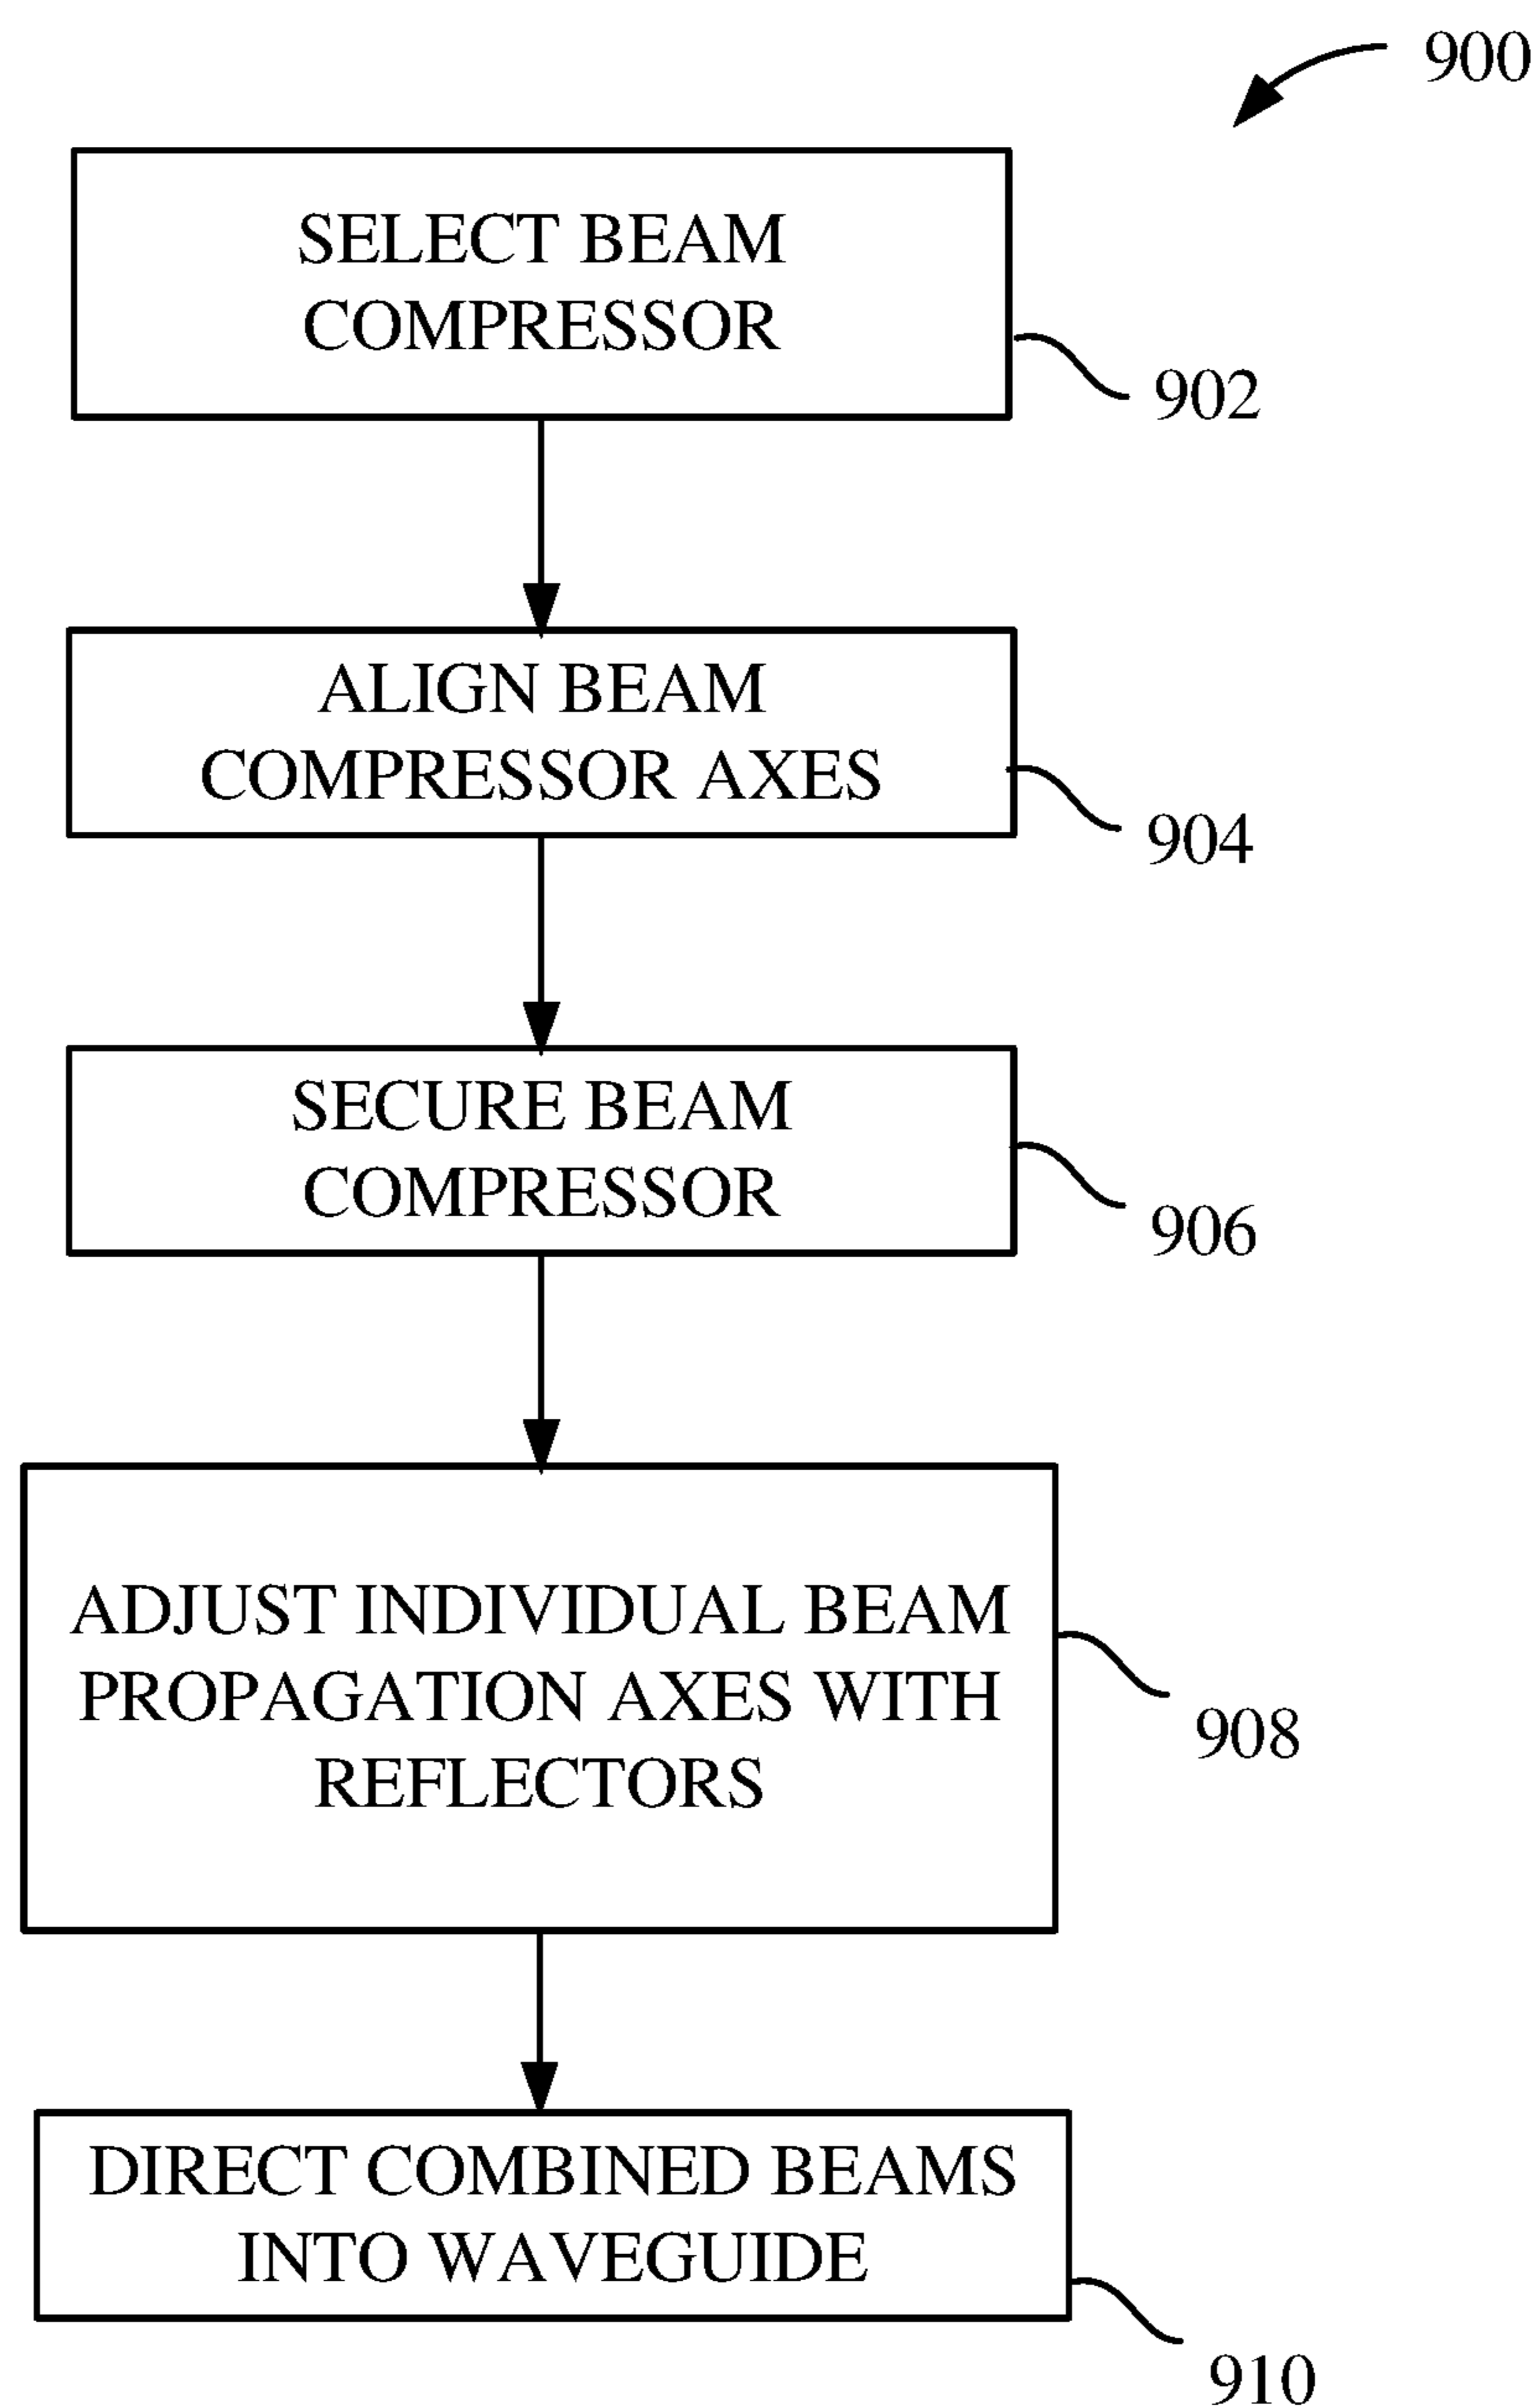 900
SELECT BEAM
COMPRESSOR
902
ALIGN BEAM
COMPRESSOR AXES
904
SECURE BEAM
COMPRESSOR
906
ADJUST INDIVIDUAL BEAM
PROPAGATION AXES WITH
REFLECTORS
908
DIRECT COMBINED BEAMS
INTO WAVEGUIDE
910